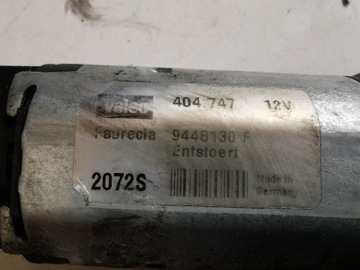 Valeo 404.747 12V
Faurecia 9448130 F
Entstoert
2072S
Made in
Germany